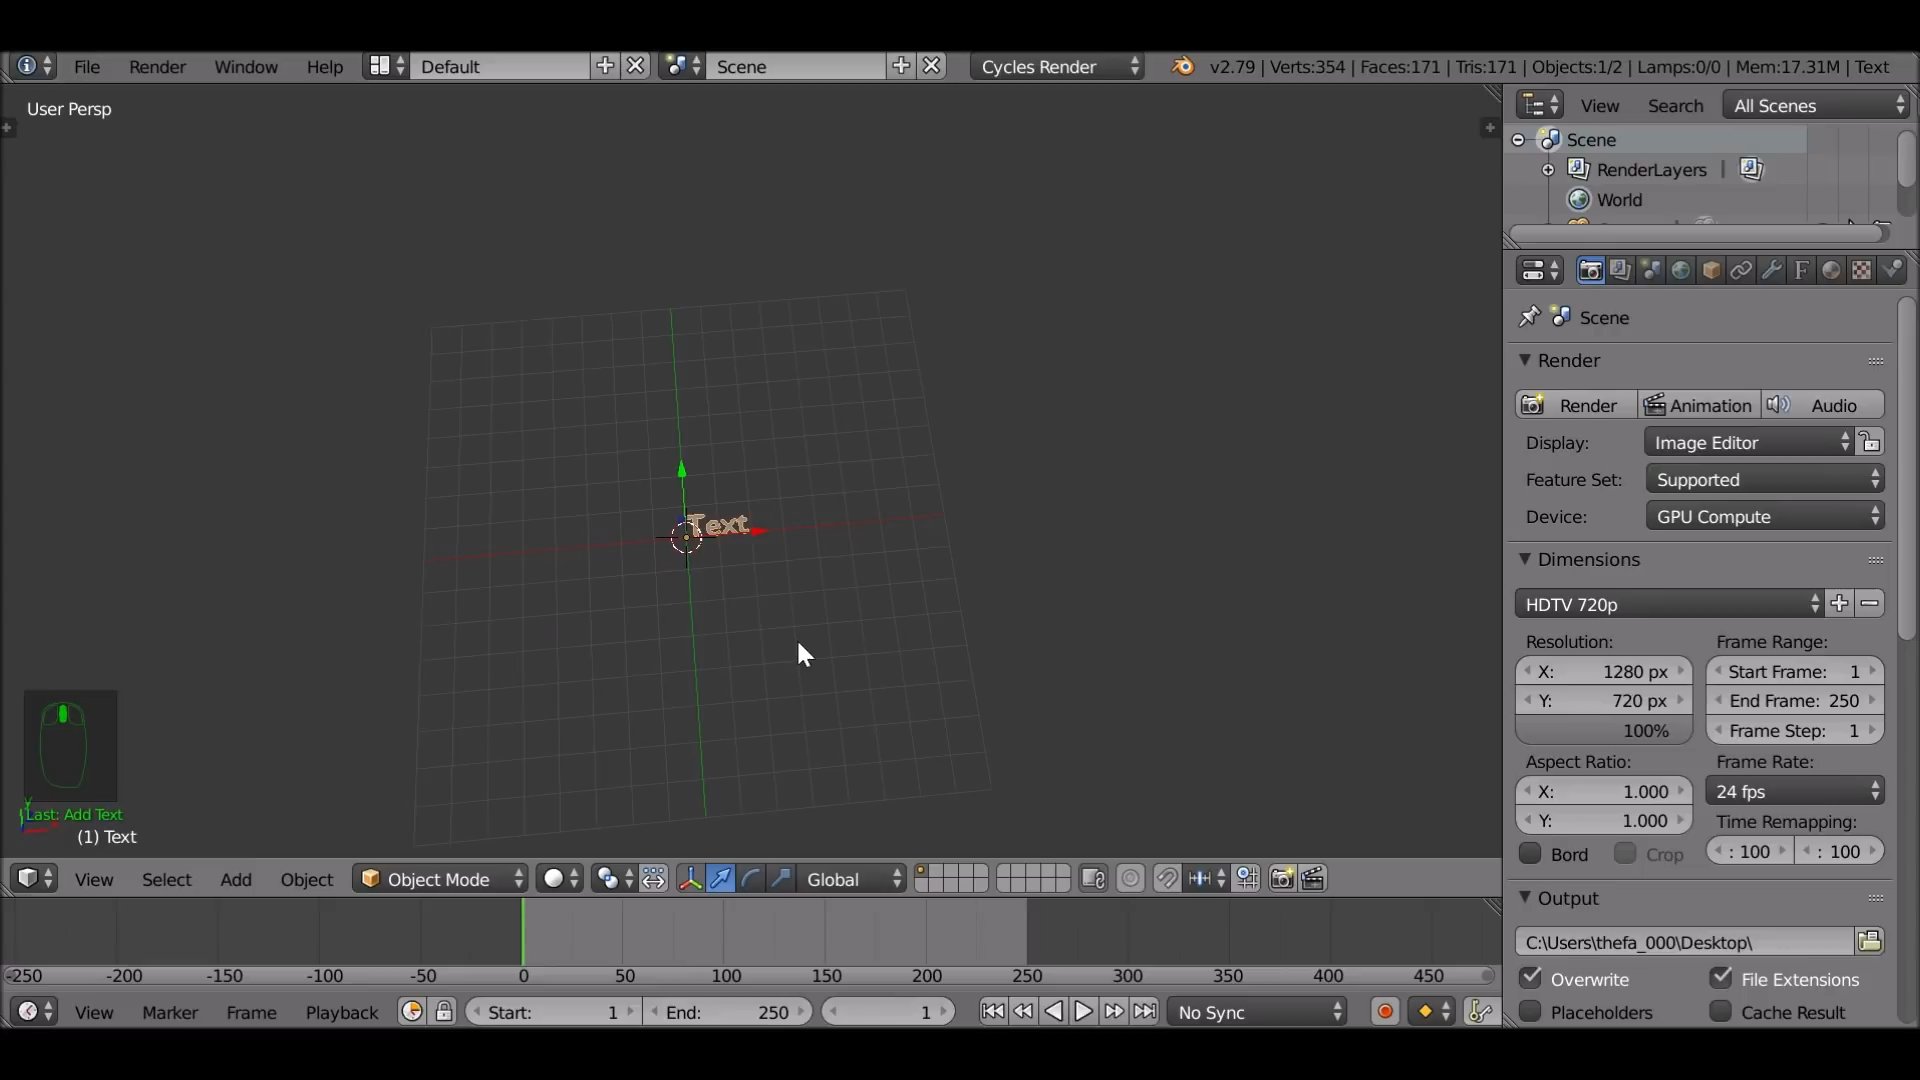 File Render Window Help Default Scene Cycles Render v2.79 | Verts:354 | Faces:171 | Tris:171 | Objects:1/2 | Lamps:0/0 | Mem:17.31M | Text
User Persp
Text
Last: Add Text
(1) Text
View Select Add Object Object Mode Global
-250 -200 -150 -100 -50 0 50 100 150 200 250 300 350 400 450
View Marker Frame Playback Start: 1 End: 250 1 No Sync
View Search All Scenes
Scene
RenderLayers |
World
F
Scene
Render
Render Animation Audio
Display: Image Editor
Feature Set: Supported
Device: GPU Compute
Dimensions
HDTV 720p
Resolution: Frame Range:
X: 1280 px Start Frame: 1
Y: 720 px End Frame: 250
100% Frame Step: 1
Aspect Ratio: Frame Rate:
X: 1.000 24 fps
Y: 1.000 Time Remapping:
Bord Crop : 100 : 100
Output
C:\Users\thefa_000\Desktop\
Overwrite File Extensions
Placeholders Cache Result